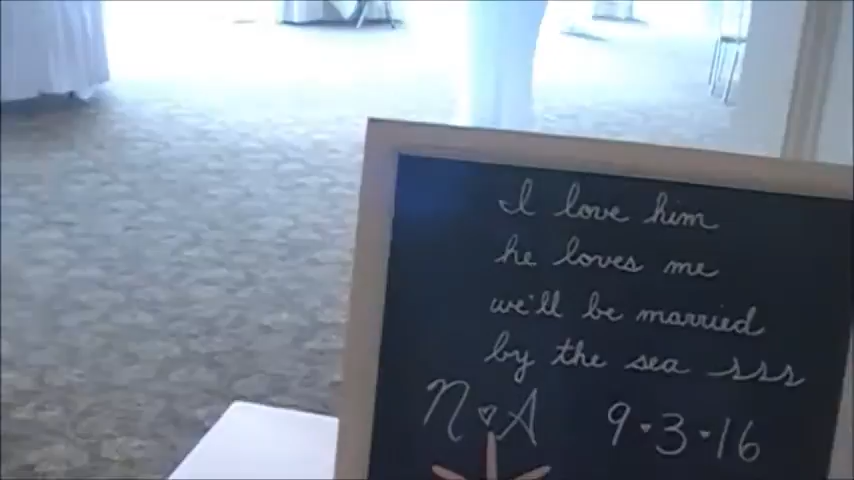 I love him
he loves me
we'll be married
by the sea
N ♥ A 9 ♥ 3 ♥ 16